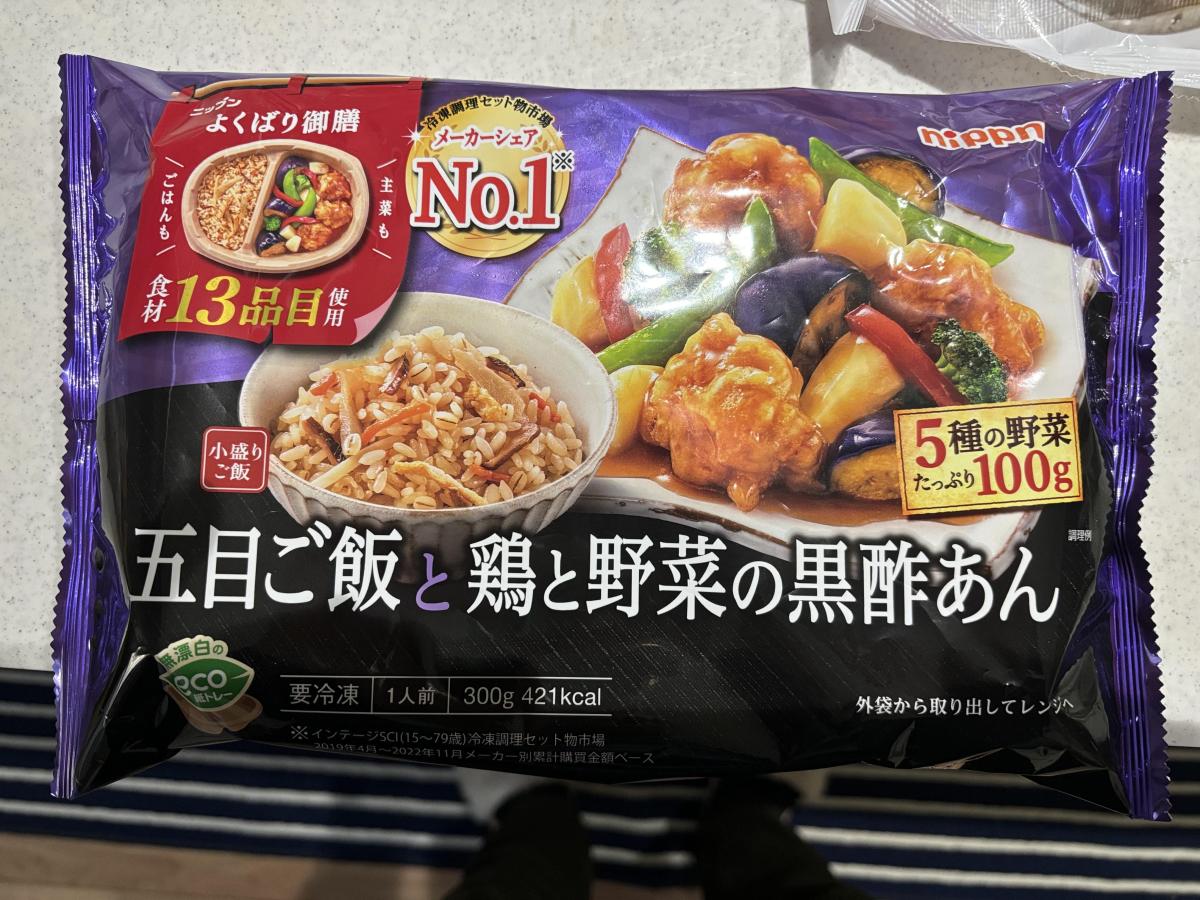 ニップン
よくばり御膳
ごはんも
主菜も
食材13品目使用
冷凍調理セット物市場
メーカーシェア
No.1※
nippn
小盛り
ご飯
5種の野菜
たっぷり100g
調理例
五目ご飯と鶏と野菜の黒酢あん
無漂白の
eco
紙トレー
要冷凍 1人前 300g 421kcal
外袋から取り出してレンジへ
※インテージSCI(15〜79歳)冷凍調理セット物市場
2019年4月〜2022年11月メーカー別累計購買金額ベース